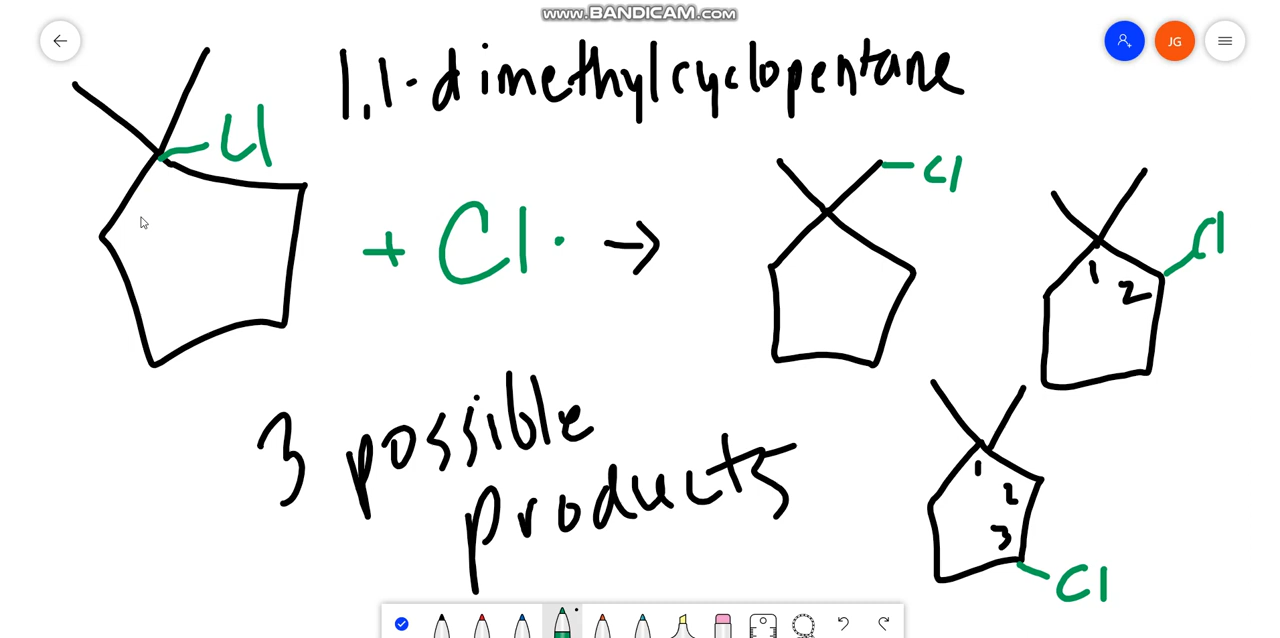 www.BANDICAM.com
JG
1,1-dimethylcyclopentane
Cl
+ Cl· →
Cl
Cl
1
2
3 possible
products
1
2
3
Cl